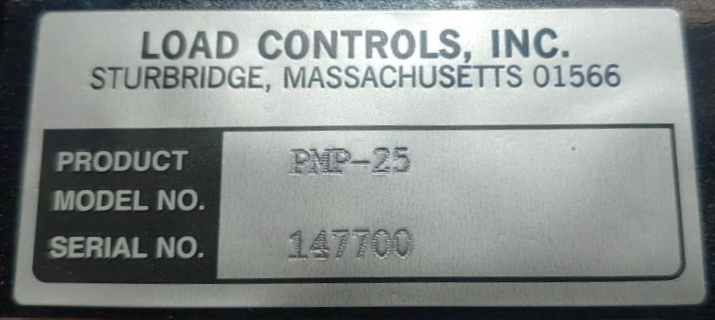 LOAD CONTROLS, INC.
STURBRIDGE, MASSACHUSETTS 01566
PRODUCT PMP-25
MODEL NO.
SERIAL NO. 147700